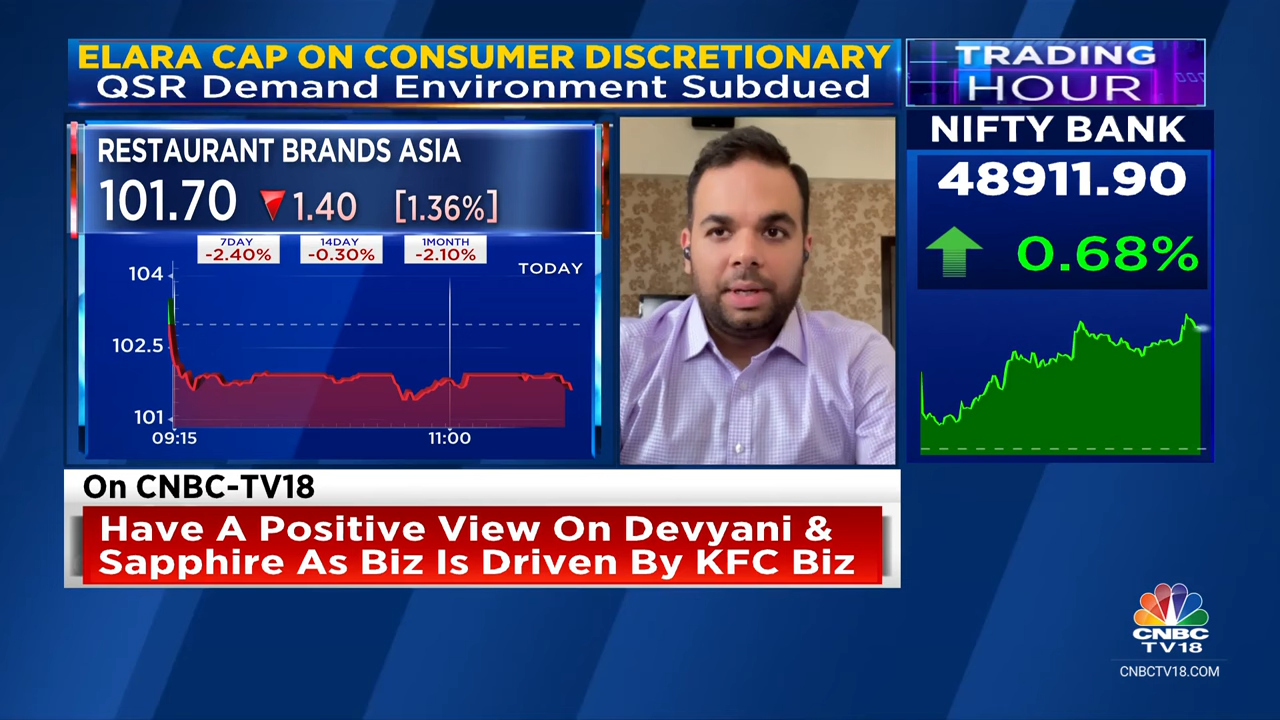 ELARA CAP ON CONSUMER DISCRETIONARY
QSR Demand Environment Subdued
TRADING
HOUR
RESTAURANT BRANDS ASIA
101.70 ▼ 1.40 [1.36%]
7DAY
-2.40%
14DAY
-0.30%
1MONTH
-2.10%
TODAY
104
102.5
101
09:15 11:00
NIFTY BANK
48911.90
0.68%
On CNBC-TV18
Have A Positive View On Devyani &
Sapphire As Biz Is Driven By KFC Biz
CNBC
TV18
CNBCTV18.COM